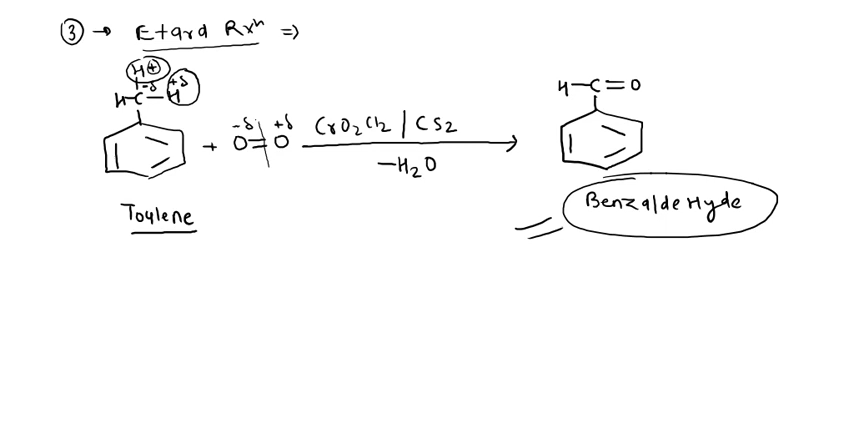 ③ → Etard Rxⁿ ⇒
H⊕
-δ +δ
H-C-H
H-C=O
+ -δ O=O +δ
CrO2Cl2 | CS2
-H2O
Toylene
Benzaldehyde